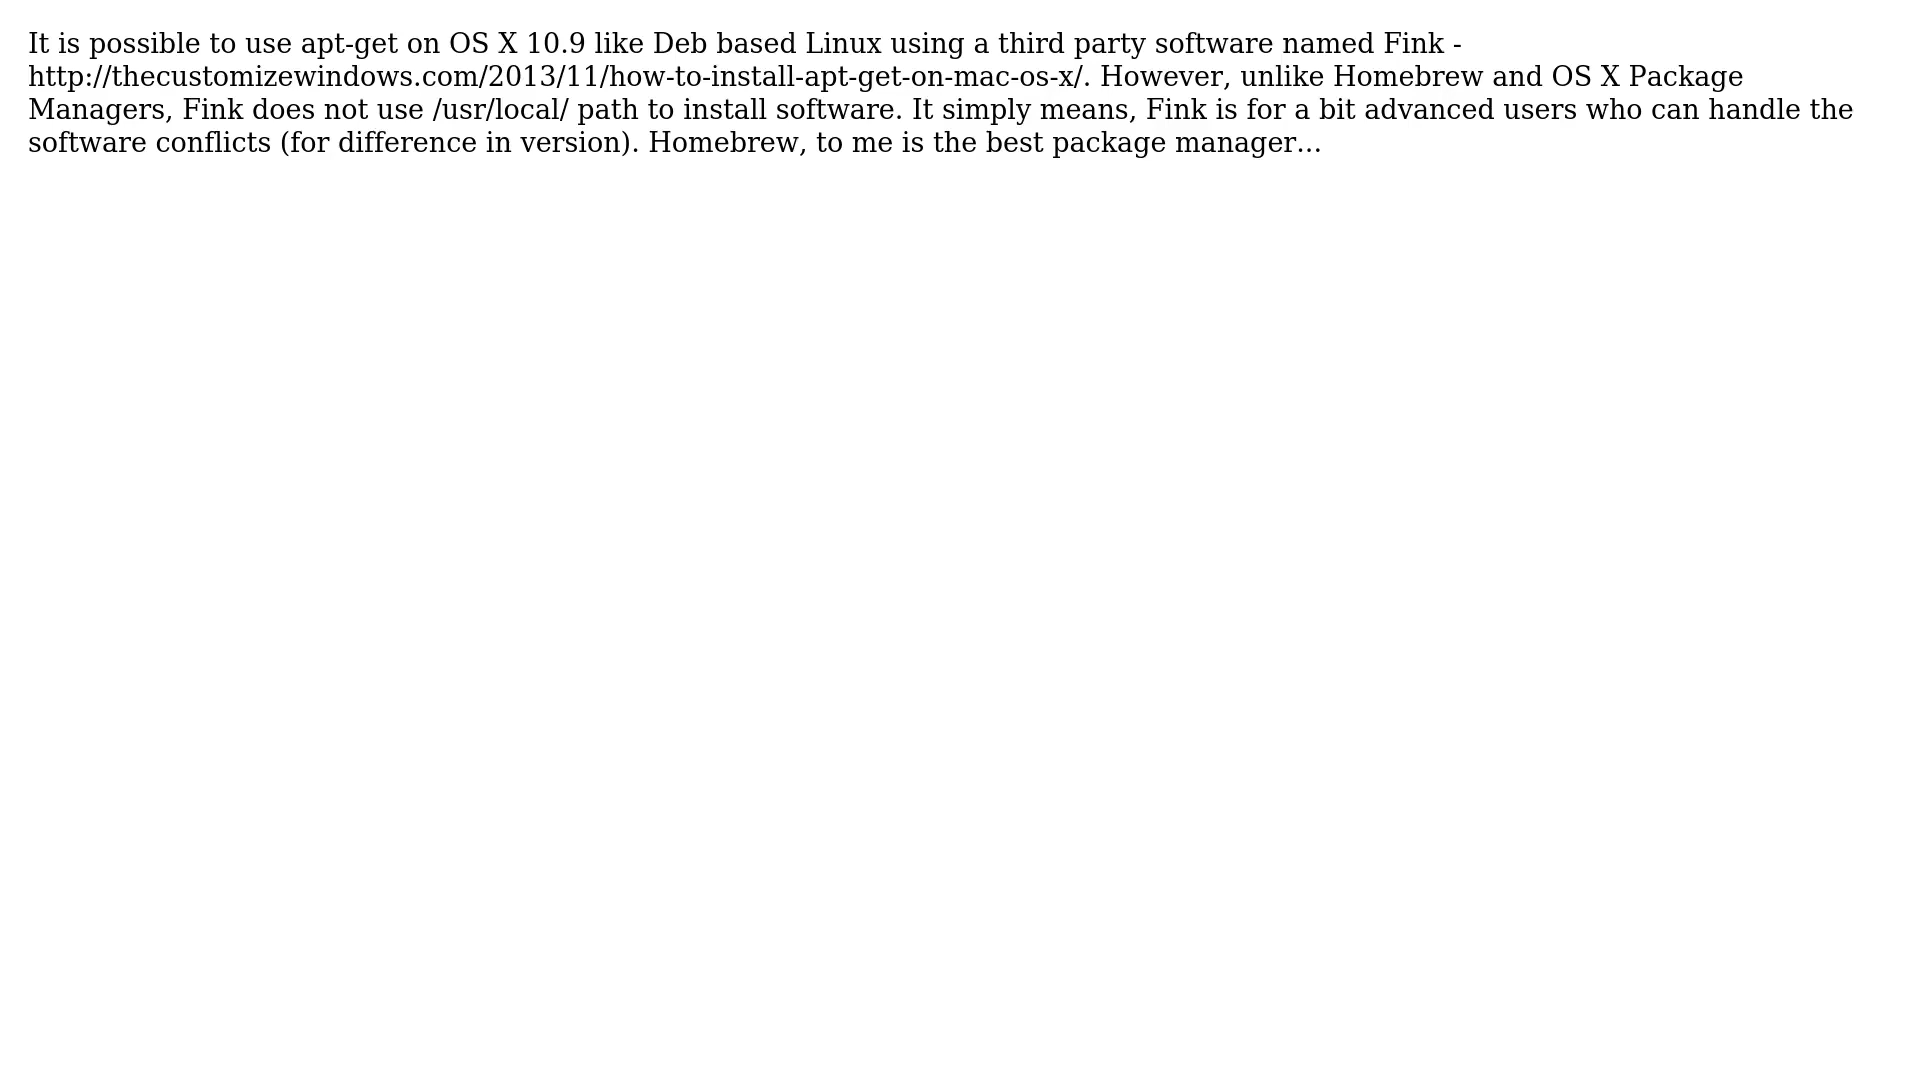 It is possible to use apt-get on OS X 10.9 like Deb based Linux using a third party software named Fink -
http://thecustomizewindows.com/2013/11/how-to-install-apt-get-on-mac-os-x/. However, unlike Homebrew and OS X Package
Managers, Fink does not use /usr/local/ path to install software. It simply means, Fink is for a bit advanced users who can handle the
software conflicts (for difference in version). Homebrew, to me is the best package manager...